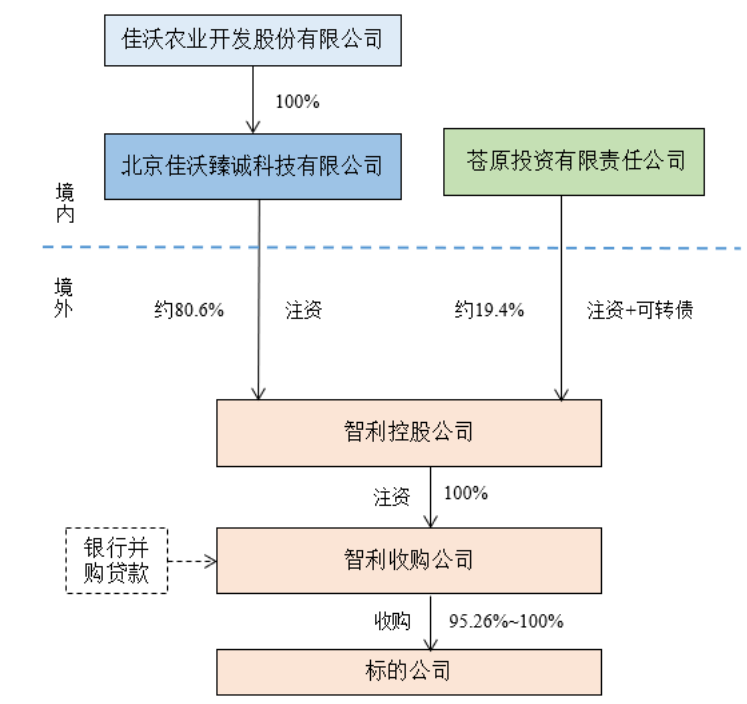 佳沃农业开发股份有限公司
100%
北京佳沃臻诚科技有限公司
苍原投资有限责任公司
境内
境外
约80.6%
注资
约19.4%
注资+可转债
智利控股公司
注资
100%
银行并
购贷款
智利收购公司
收购
95.26%~100%
标的公司